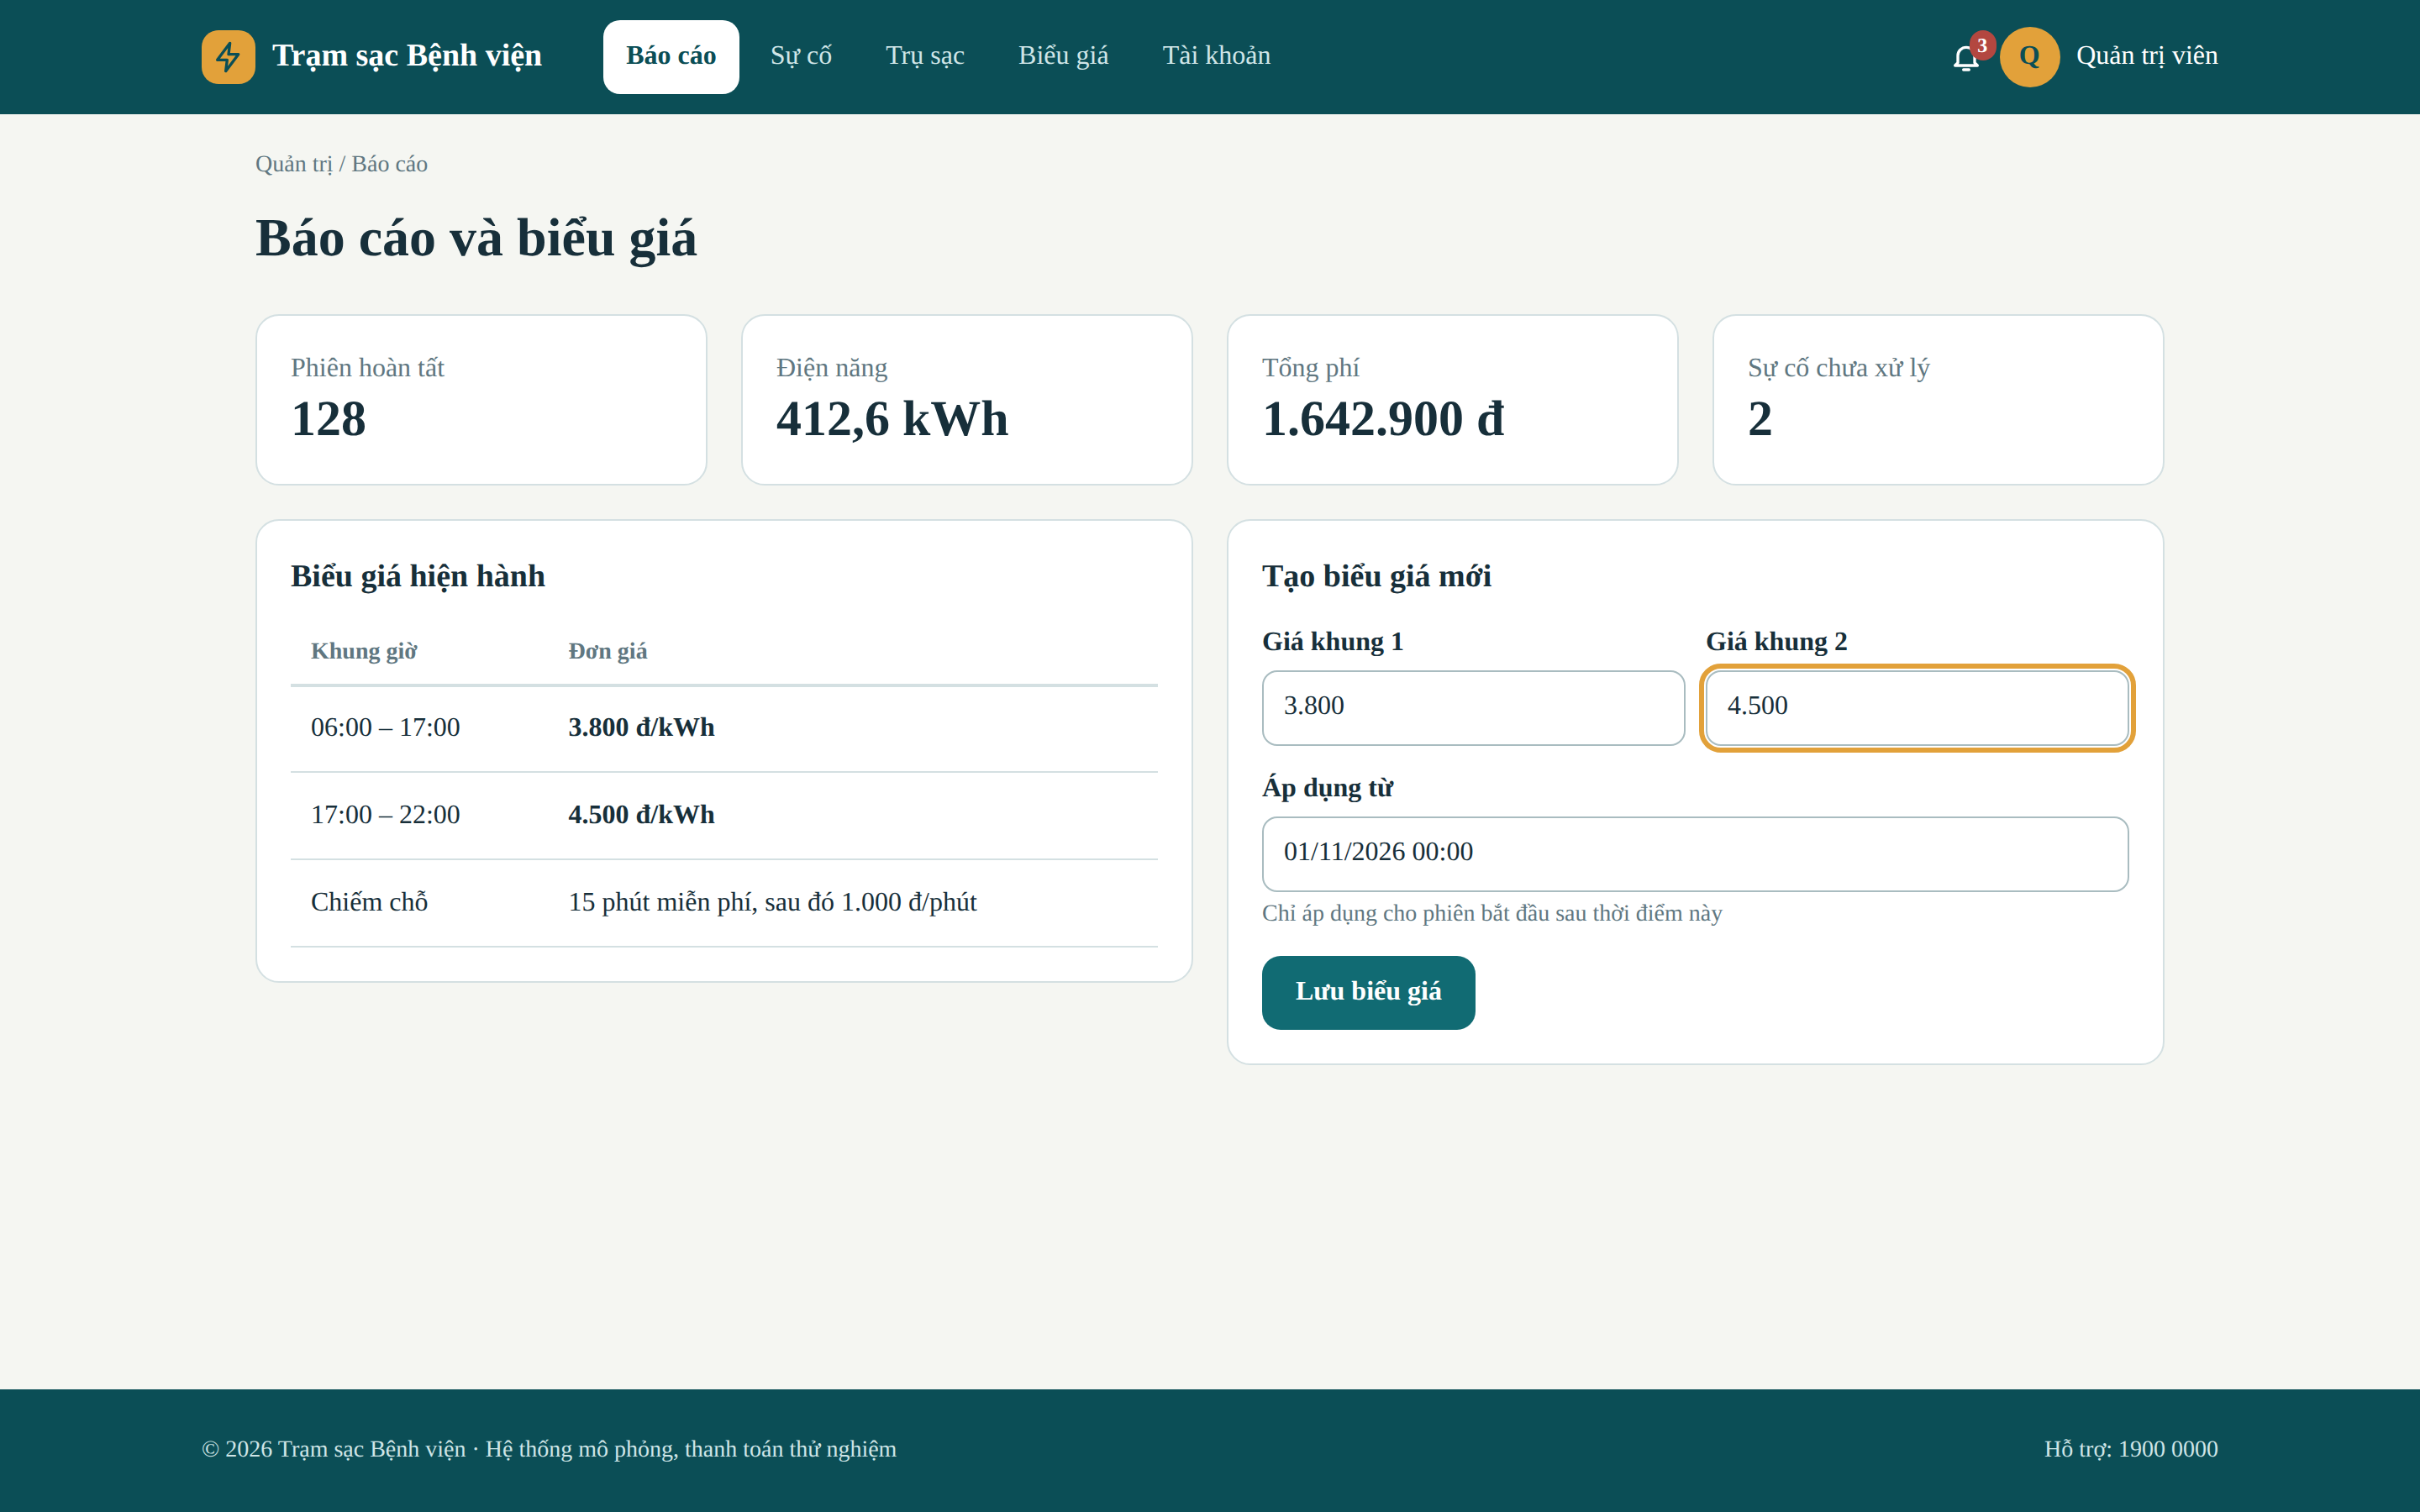 Trạm sạc Bệnh viện
Báo cáo
Sự cố
Trụ sạc
Biểu giá
Tài khoản
3
Q
Quản trị viên
Quản trị / Báo cáo
Báo cáo và biểu giá
Phiên hoàn tất
128
Điện năng
412,6 kWh
Tổng phí
1.642.900 đ
Sự cố chưa xử lý
2
Biểu giá hiện hành
Khung giờ Đơn giá
06:00 – 17:00 3.800 đ/kWh
17:00 – 22:00 4.500 đ/kWh
Chiếm chỗ 15 phút miễn phí, sau đó 1.000 đ/phút
Tạo biểu giá mới
Giá khung 1
3.800
Giá khung 2
4.500
Áp dụng từ
01/11/2026 00:00
Chỉ áp dụng cho phiên bắt đầu sau thời điểm này
Lưu biểu giá
© 2026 Trạm sạc Bệnh viện · Hệ thống mô phỏng, thanh toán thử nghiệm
Hỗ trợ: 1900 0000